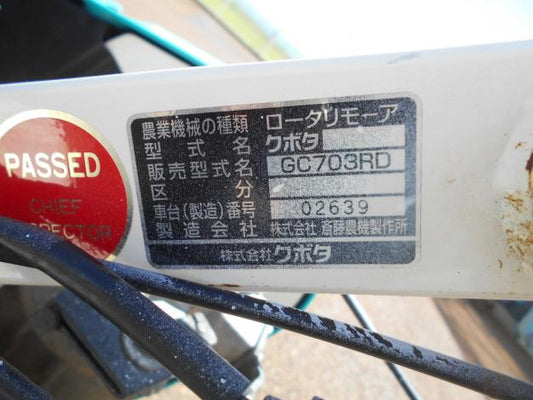 PASSED
CHIEF
農業機械の種類 ロータリモーア
型式名 クボタ
販売型式名 GC703RD
区分
車台(製造)番号 02639
製造会社 株式会社 斎藤農機製作所
株式会社クボタ